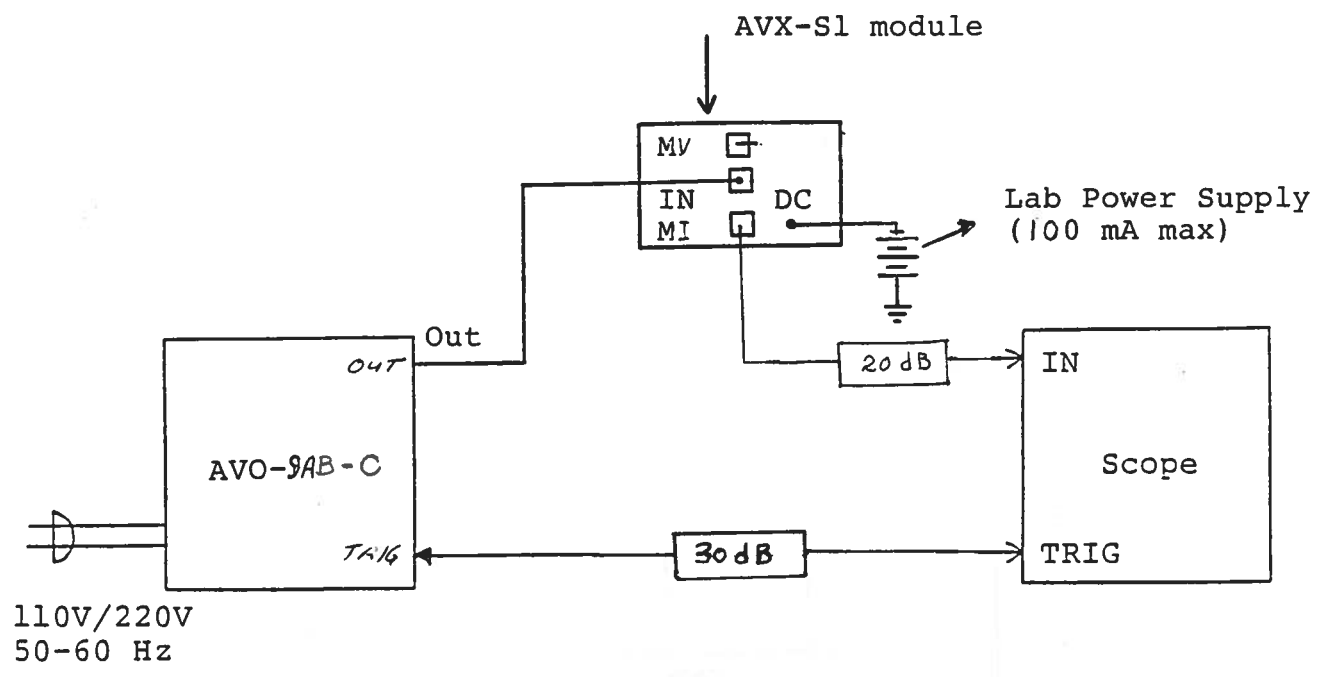 AVX-S1 module
MV
IN
DC
MI
Lab Power Supply
(100 mA max)
Out
OUT
20 dB
IN
AVO-9AB-C
Scope
TRIG
30 dB
TRIG
110V/220V
50-60 Hz